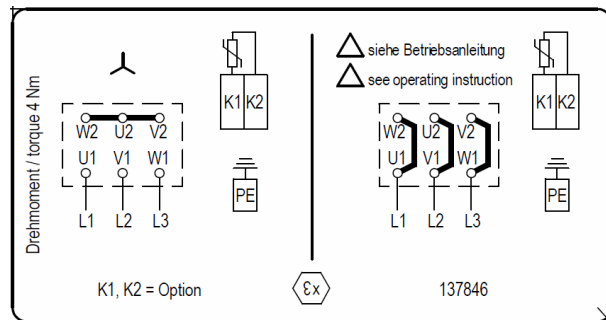 Drehmoment / torque 4 Nm
K1 K2
W2 U2 V2
U1 V1 W1
PE
L1 L2 L3
K1, K2 = Option
siehe Betriebsanleitung
see operating instruction
K1 K2
W2 U2 V2
U1 V1 W1
PE
L1 L2 L3
εx
137846